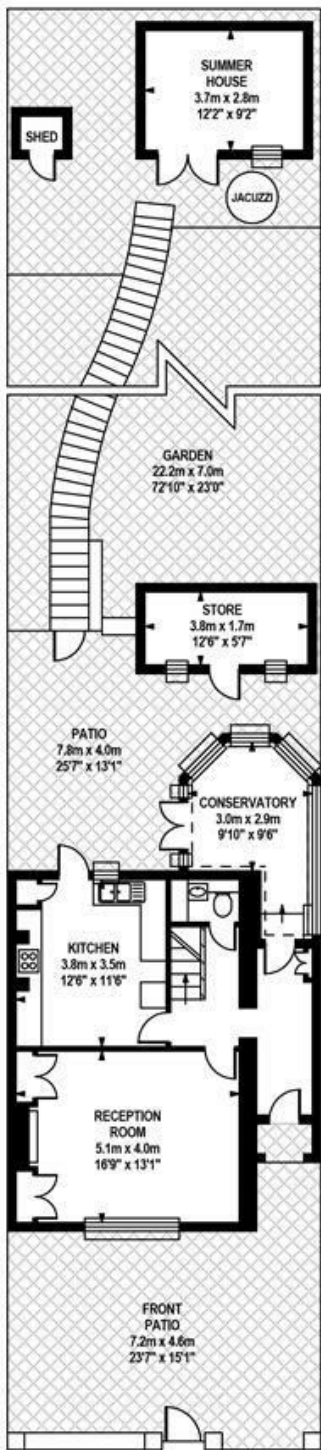 SUMMER
HOUSE
3.7m x 2.8m
12'2" x 9'2"
SHED
JACUZZI
GARDEN
22.2m x 7.0m
72'10" x 23'0"
STORE
3.8m x 1.7m
12'6" x 5'7"
PATIO
7.8m x 4.0m
25'7" x 13'1"
CONSERVATORY
3.0m x 2.9m
9'10" x 9'6"
KITCHEN
3.8m x 3.5m
12'6" x 11'6"
RECEPTION
ROOM
5.1m x 4.0m
16'9" x 13'1"
FRONT
PATIO
7.2m x 4.6m
23'7" x 15'1"